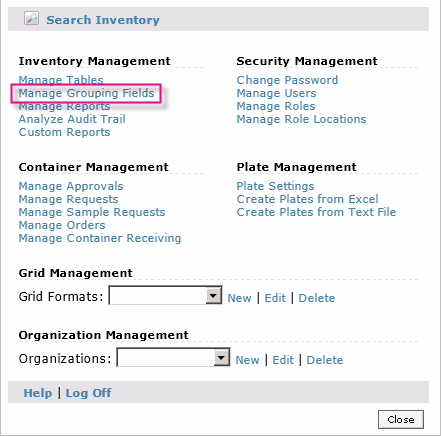 Search Inventory
Inventory Management
Manage Tables
Manage Grouping Fields
Manage Reports
Analyze Audit Trail
Custom Reports
Security Management
Change Password
Manage Users
Manage Roles
Manage Role Locations
Container Management
Manage Approvals
Manage Requests
Manage Sample Requests
Manage Orders
Manage Container Receiving
Plate Management
Plate Settings
Create Plates from Excel
Create Plates from Text File
Grid Management
Grid Formats: New | Edit | Delete
Organization Management
Organizations: New | Edit | Delete
Help | Log Off
Close